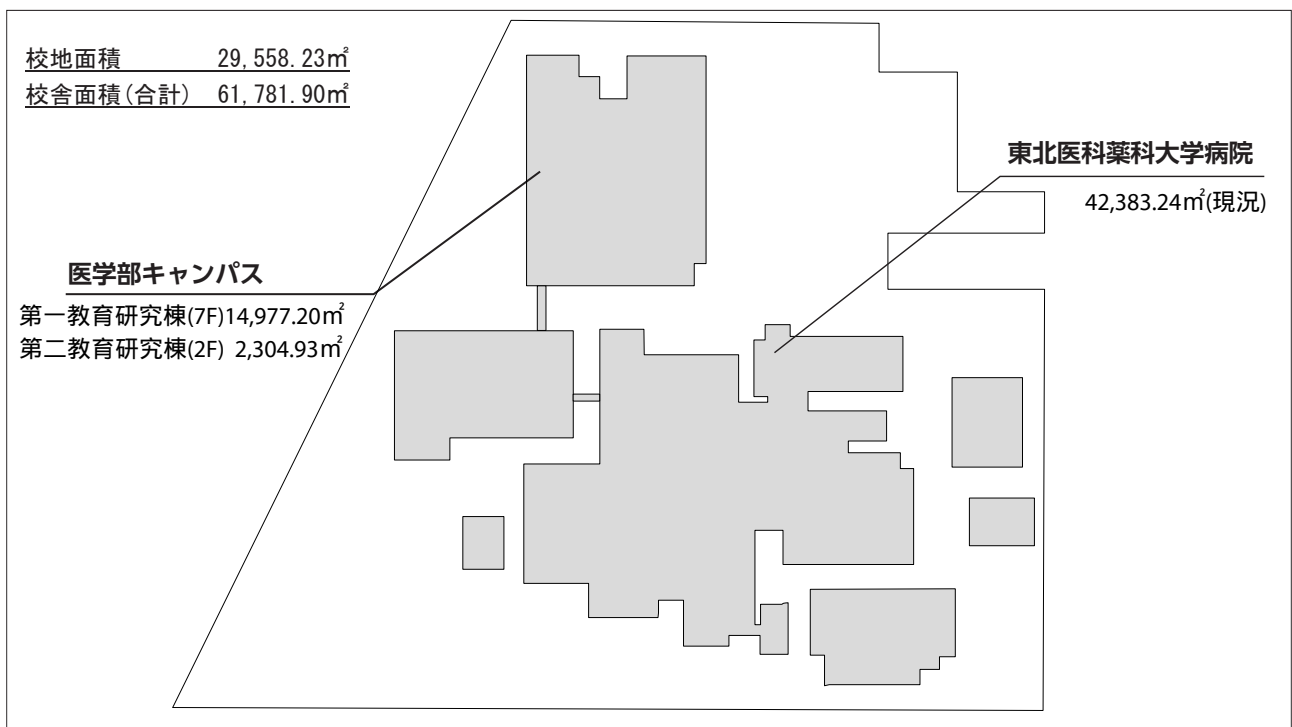 校地面積 29,558.23㎡
校舎面積(合計) 61,781.90㎡
東北医科薬科大学病院
42,383.24㎡(現況)
医学部キャンパス
第一教育研究棟(7F)14,977.20㎡
第二教育研究棟(2F) 2,304.93㎡